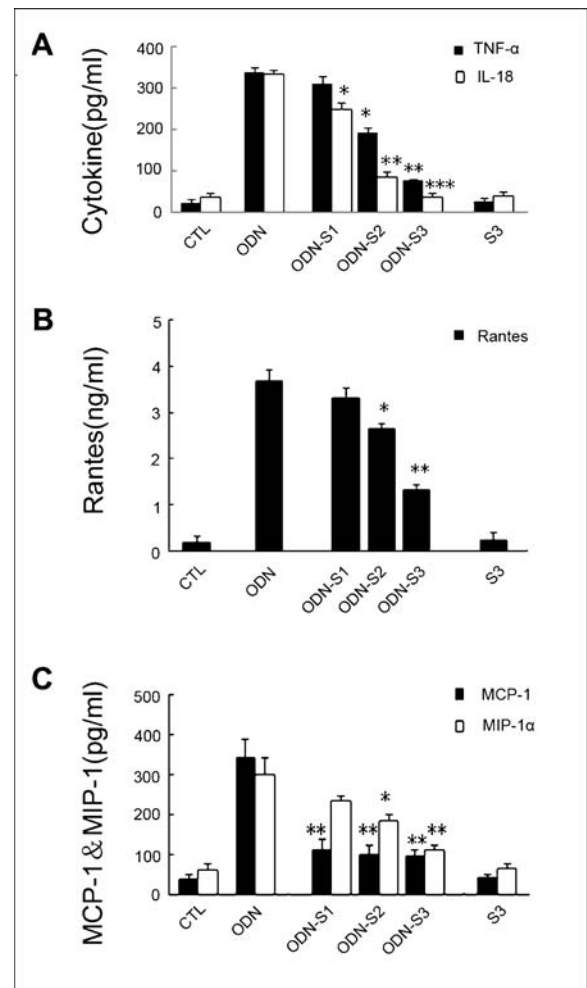 A
Cytokine(pg/ml)
400
300
200
100
0
TNF-α
IL-18
*
*
**
**
***
CTL
ODN
ODN-S1
ODN-S2
ODN-S3
S3
B
Rantes(ng/ml)
5
4
3
2
1
0
Rantes
*
**
CTL
ODN
ODN-S1
ODN-S2
ODN-S3
S3
C
MCP-1&MIP-1(pg/ml)
500
400
300
200
100
0
MCP-1
MIP-1α
**
**
*
**
**
CTL
ODN
ODN-S1
ODN-S2
ODN-S3
S3